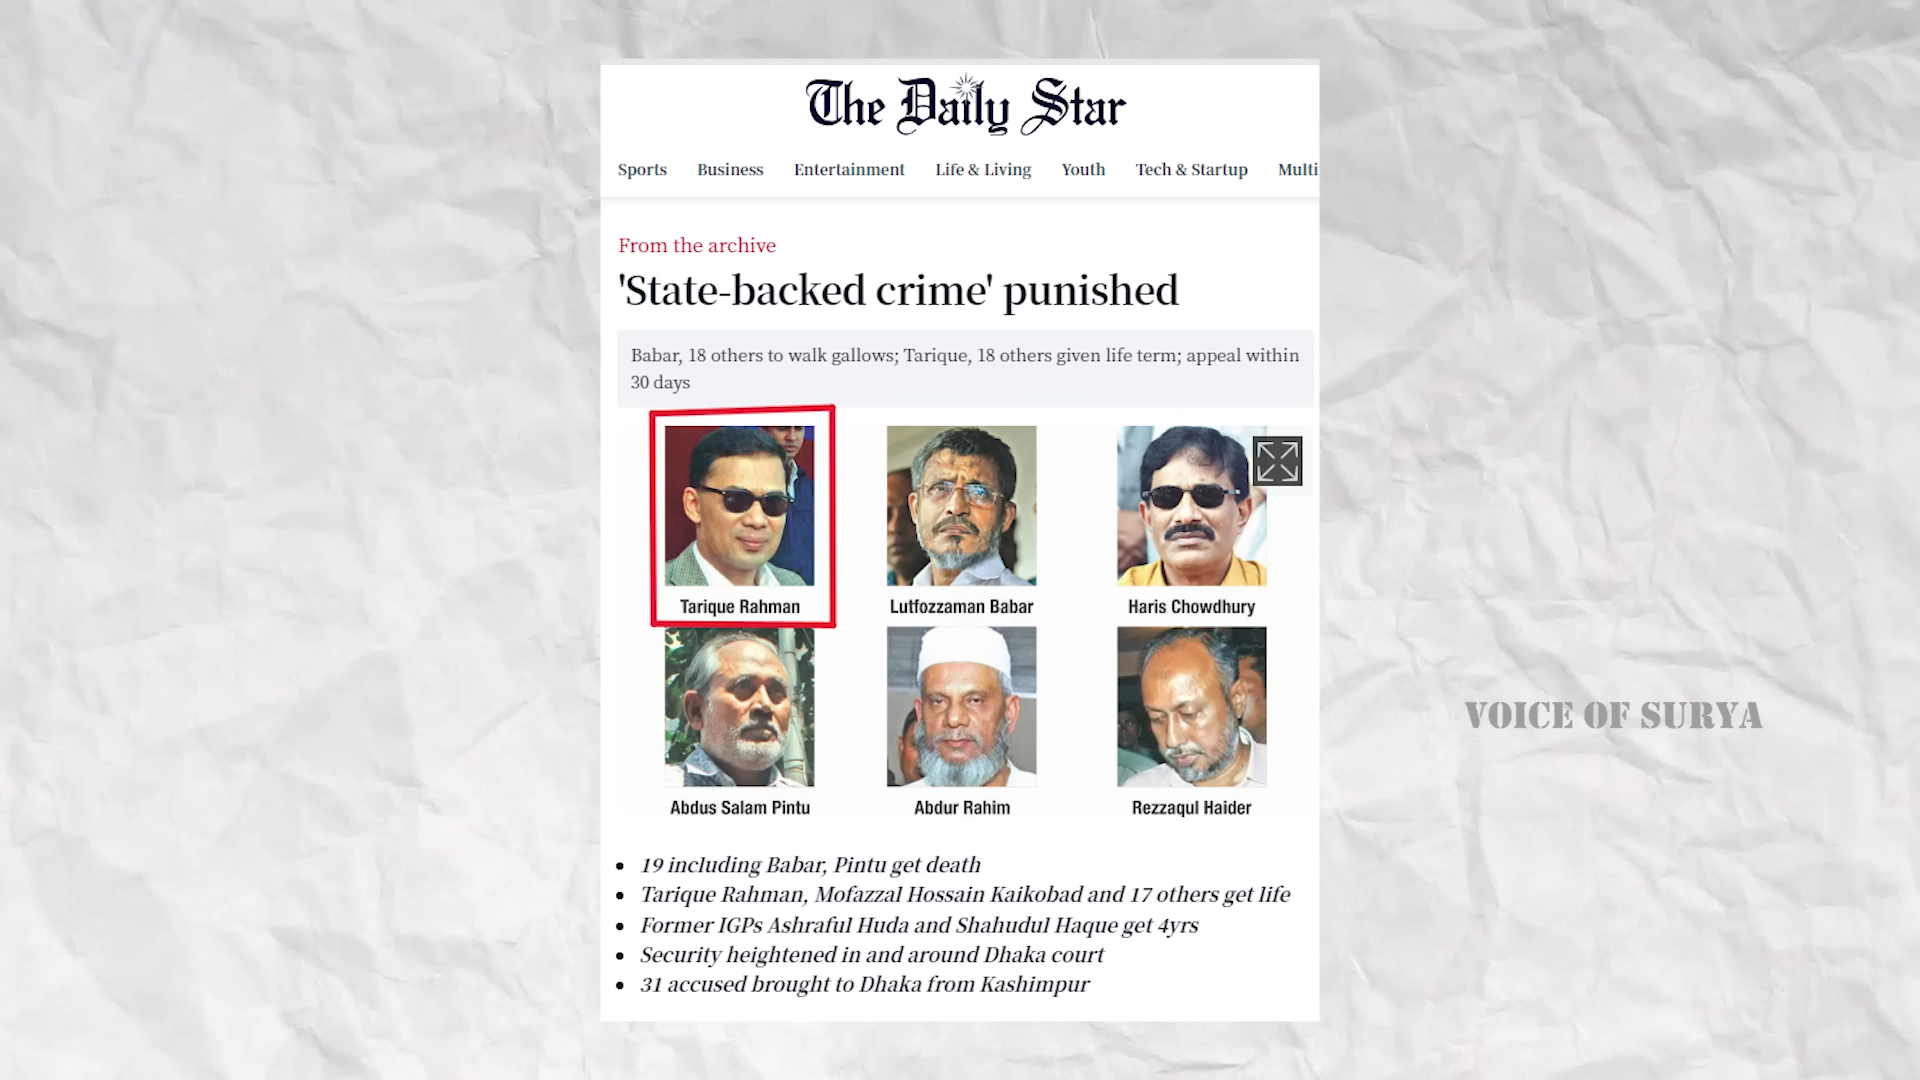 The Daily Star
Sports Business Entertainment Life & Living Youth Tech & Startup Multi
From the archive
'State-backed crime' punished
Babar, 18 others to walk gallows; Tarique, 18 others given life term; appeal within
30 days
Tarique Rahman Lutfozzaman Babar Haris Chowdhury
Abdus Salam Pintu Abdur Rahim Rezzaqul Haider
VOICE OF SURYA
• 19 including Babar, Pintu get death
• Tarique Rahman, Mofazzal Hossain Kaikobad and 17 others get life
• Former IGPs Ashraful Huda and Shahudul Haque get 4yrs
• Security heightened in and around Dhaka court
• 31 accused brought to Dhaka from Kashimpur